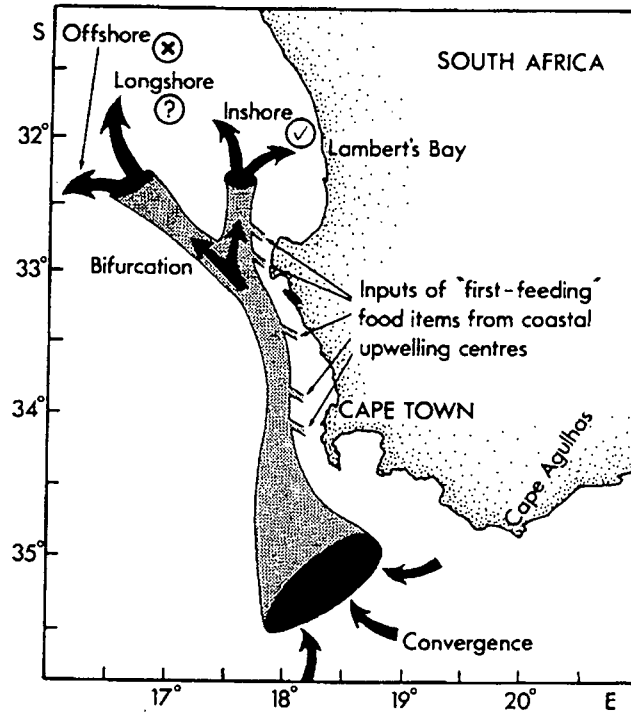 S
Offshore
SOUTH AFRICA
Longshore
?
Inshore
✓
32°
Lambert's Bay
Bifurcation
33°
Inputs of "first-feeding"
food items from coastal
upwelling centres
34°
CAPE TOWN
Cape Agulhas
35°
Convergence
17°
18°
19°
20°
E